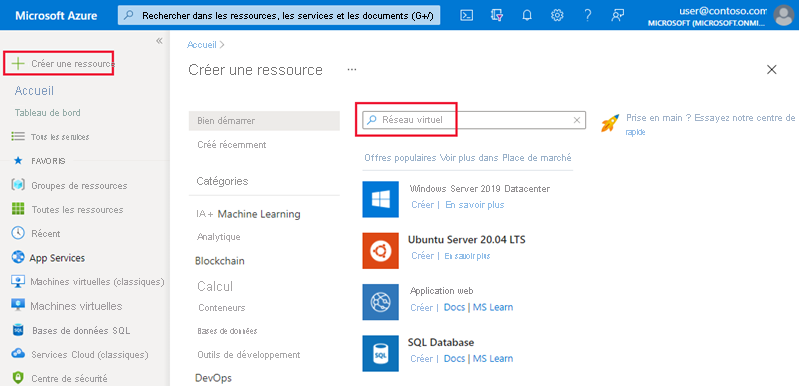 Microsoft Azure
Rechercher dans les ressources, les services et les documents (G+/)
user@contoso.com
MICROSOFT (MICROSOFT.ONMI...
Créer une ressource
Accueil
Tableau de bord
Tous les services
FAVORIS
Groupes de ressources
Toutes les ressources
Récent
App Services
Machines virtuelles (classiques)
Machines virtuelles
Bases de données SQL
Services Cloud (classiques)
Centre de sécurité
Accueil >
Créer une ressource ...
Bien démarrer
Créé récemment
Catégories
IA+ Machine Learning
Analytique
Blockchain
Calcul
Conteneurs
Bases de données
Outils de développement
DevOps
Réseau virtuel
Prise en main ? Essayez notre centre de
rapide
Offres populaires Voir plus dans Place de marché
Windows Server 2019 Datacenter
Créer | En savoir plus
Ubuntu Server 20.04 LTS
Créer | En savoir plus
Application web
Créer | Docs | MS Learn
SQL Database
Créer | Docs | MS Learn